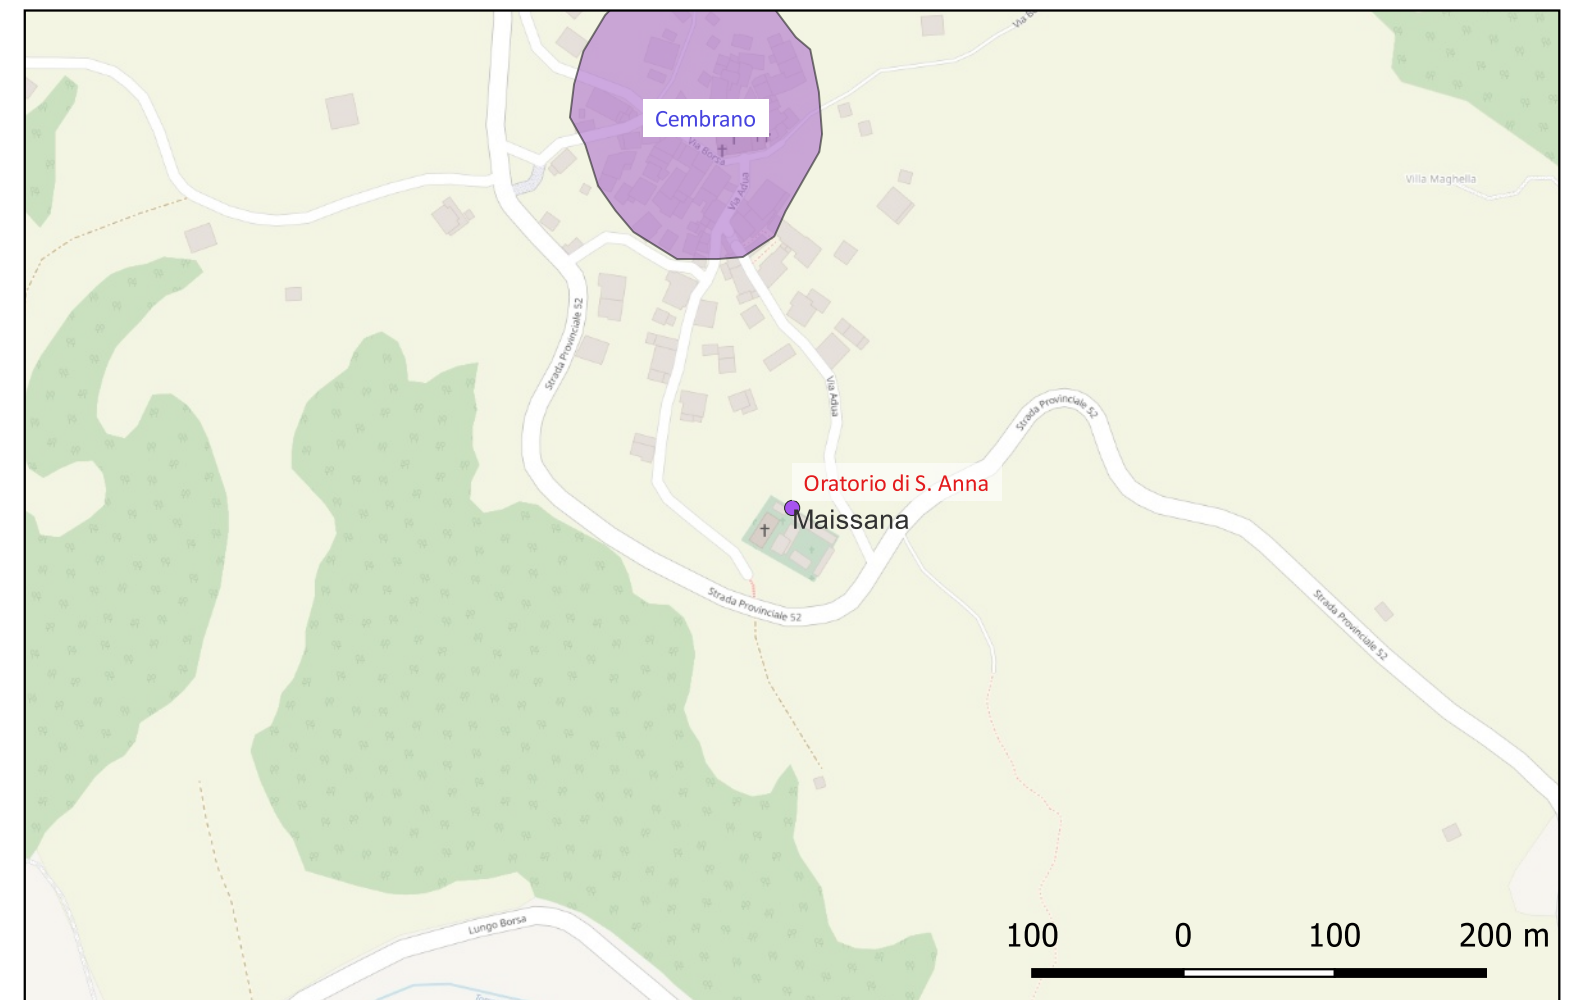 Via B
Cembrano
Via Borsa
Via Adua
Villa Maghella
Strada Provinciale 52
Via Adua
Strada Provinciale 52
Oratorio di S. Anna
Maissana
Strada Provinciale 52
Strada Provinciale 52
Lungo Borsa
100 0 100 200 m